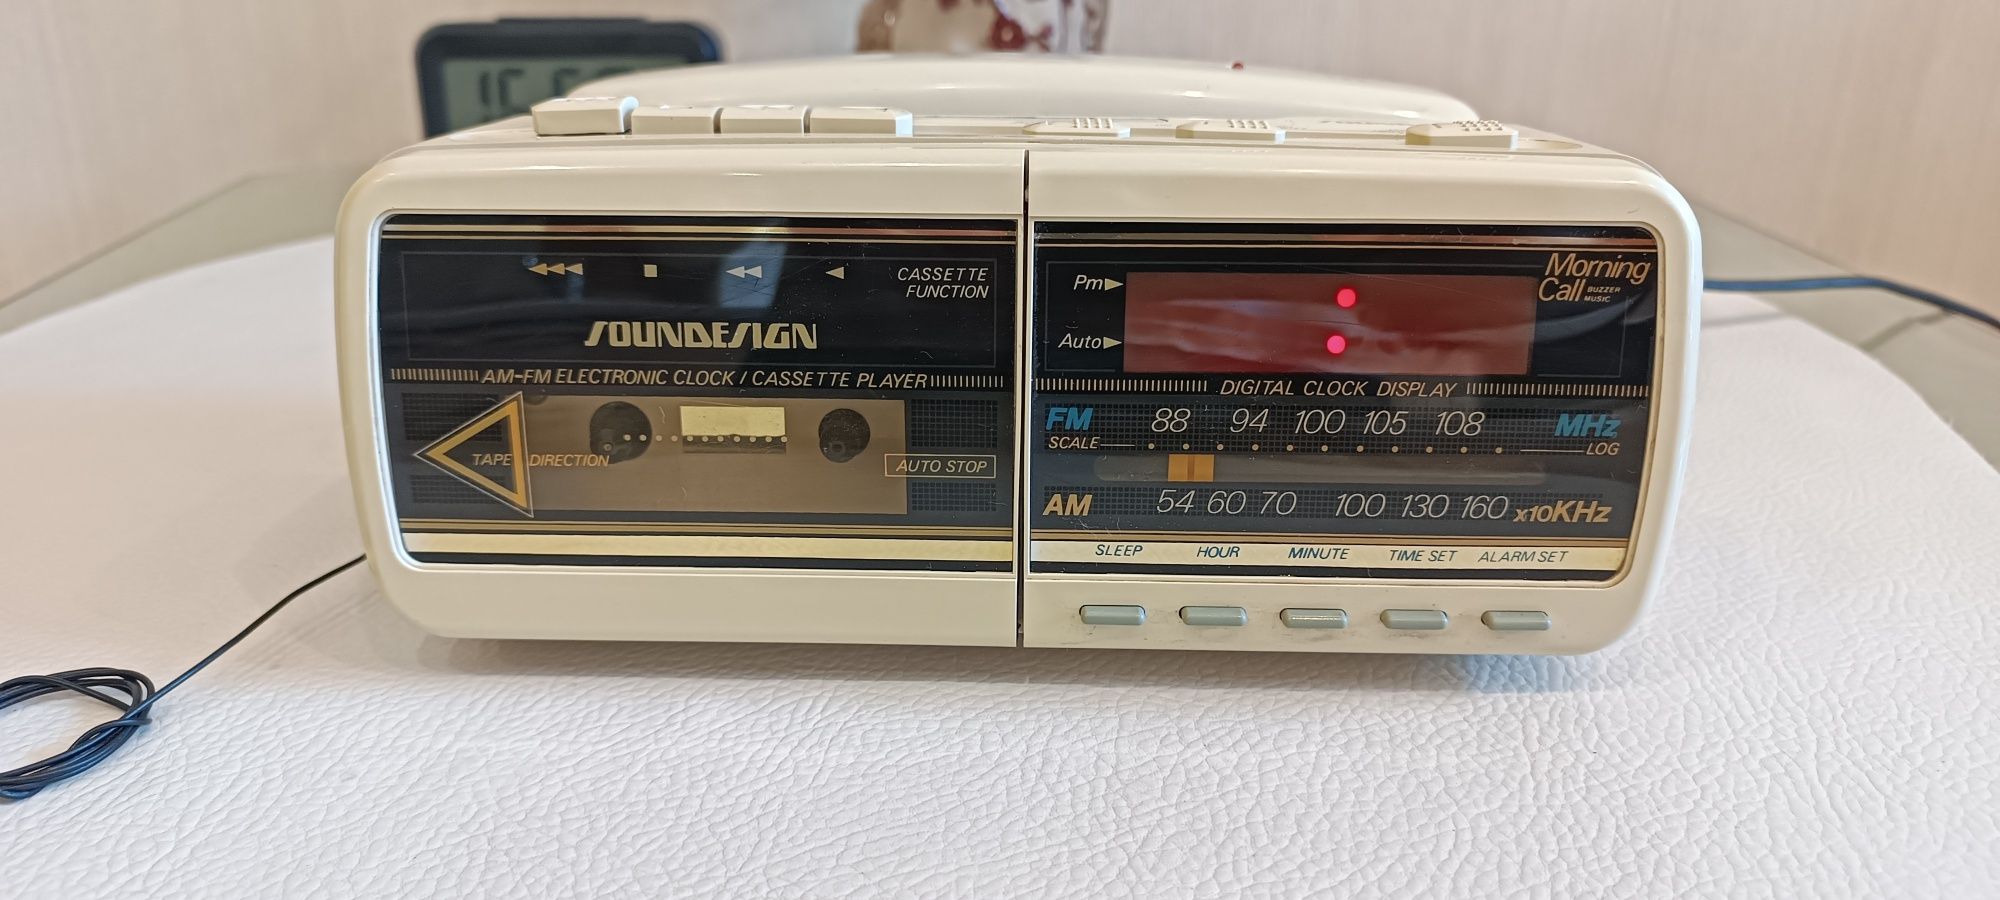 CASSETTE
FUNCTION
SOUNDESIGN
AM-FM ELECTRONIC CLOCK / CASSETTE PLAYER
TAPE DIRECTION
AUTO STOP
Pm
Auto
Morning
Call BUZZER
MUSIC
DIGITAL CLOCK DISPLAY
FM 88 94 100 105 108 MHz
SCALE LOG
AM 54 60 70 100 130 160 x10KHz
SLEEP HOUR MINUTE TIME SET ALARM SET